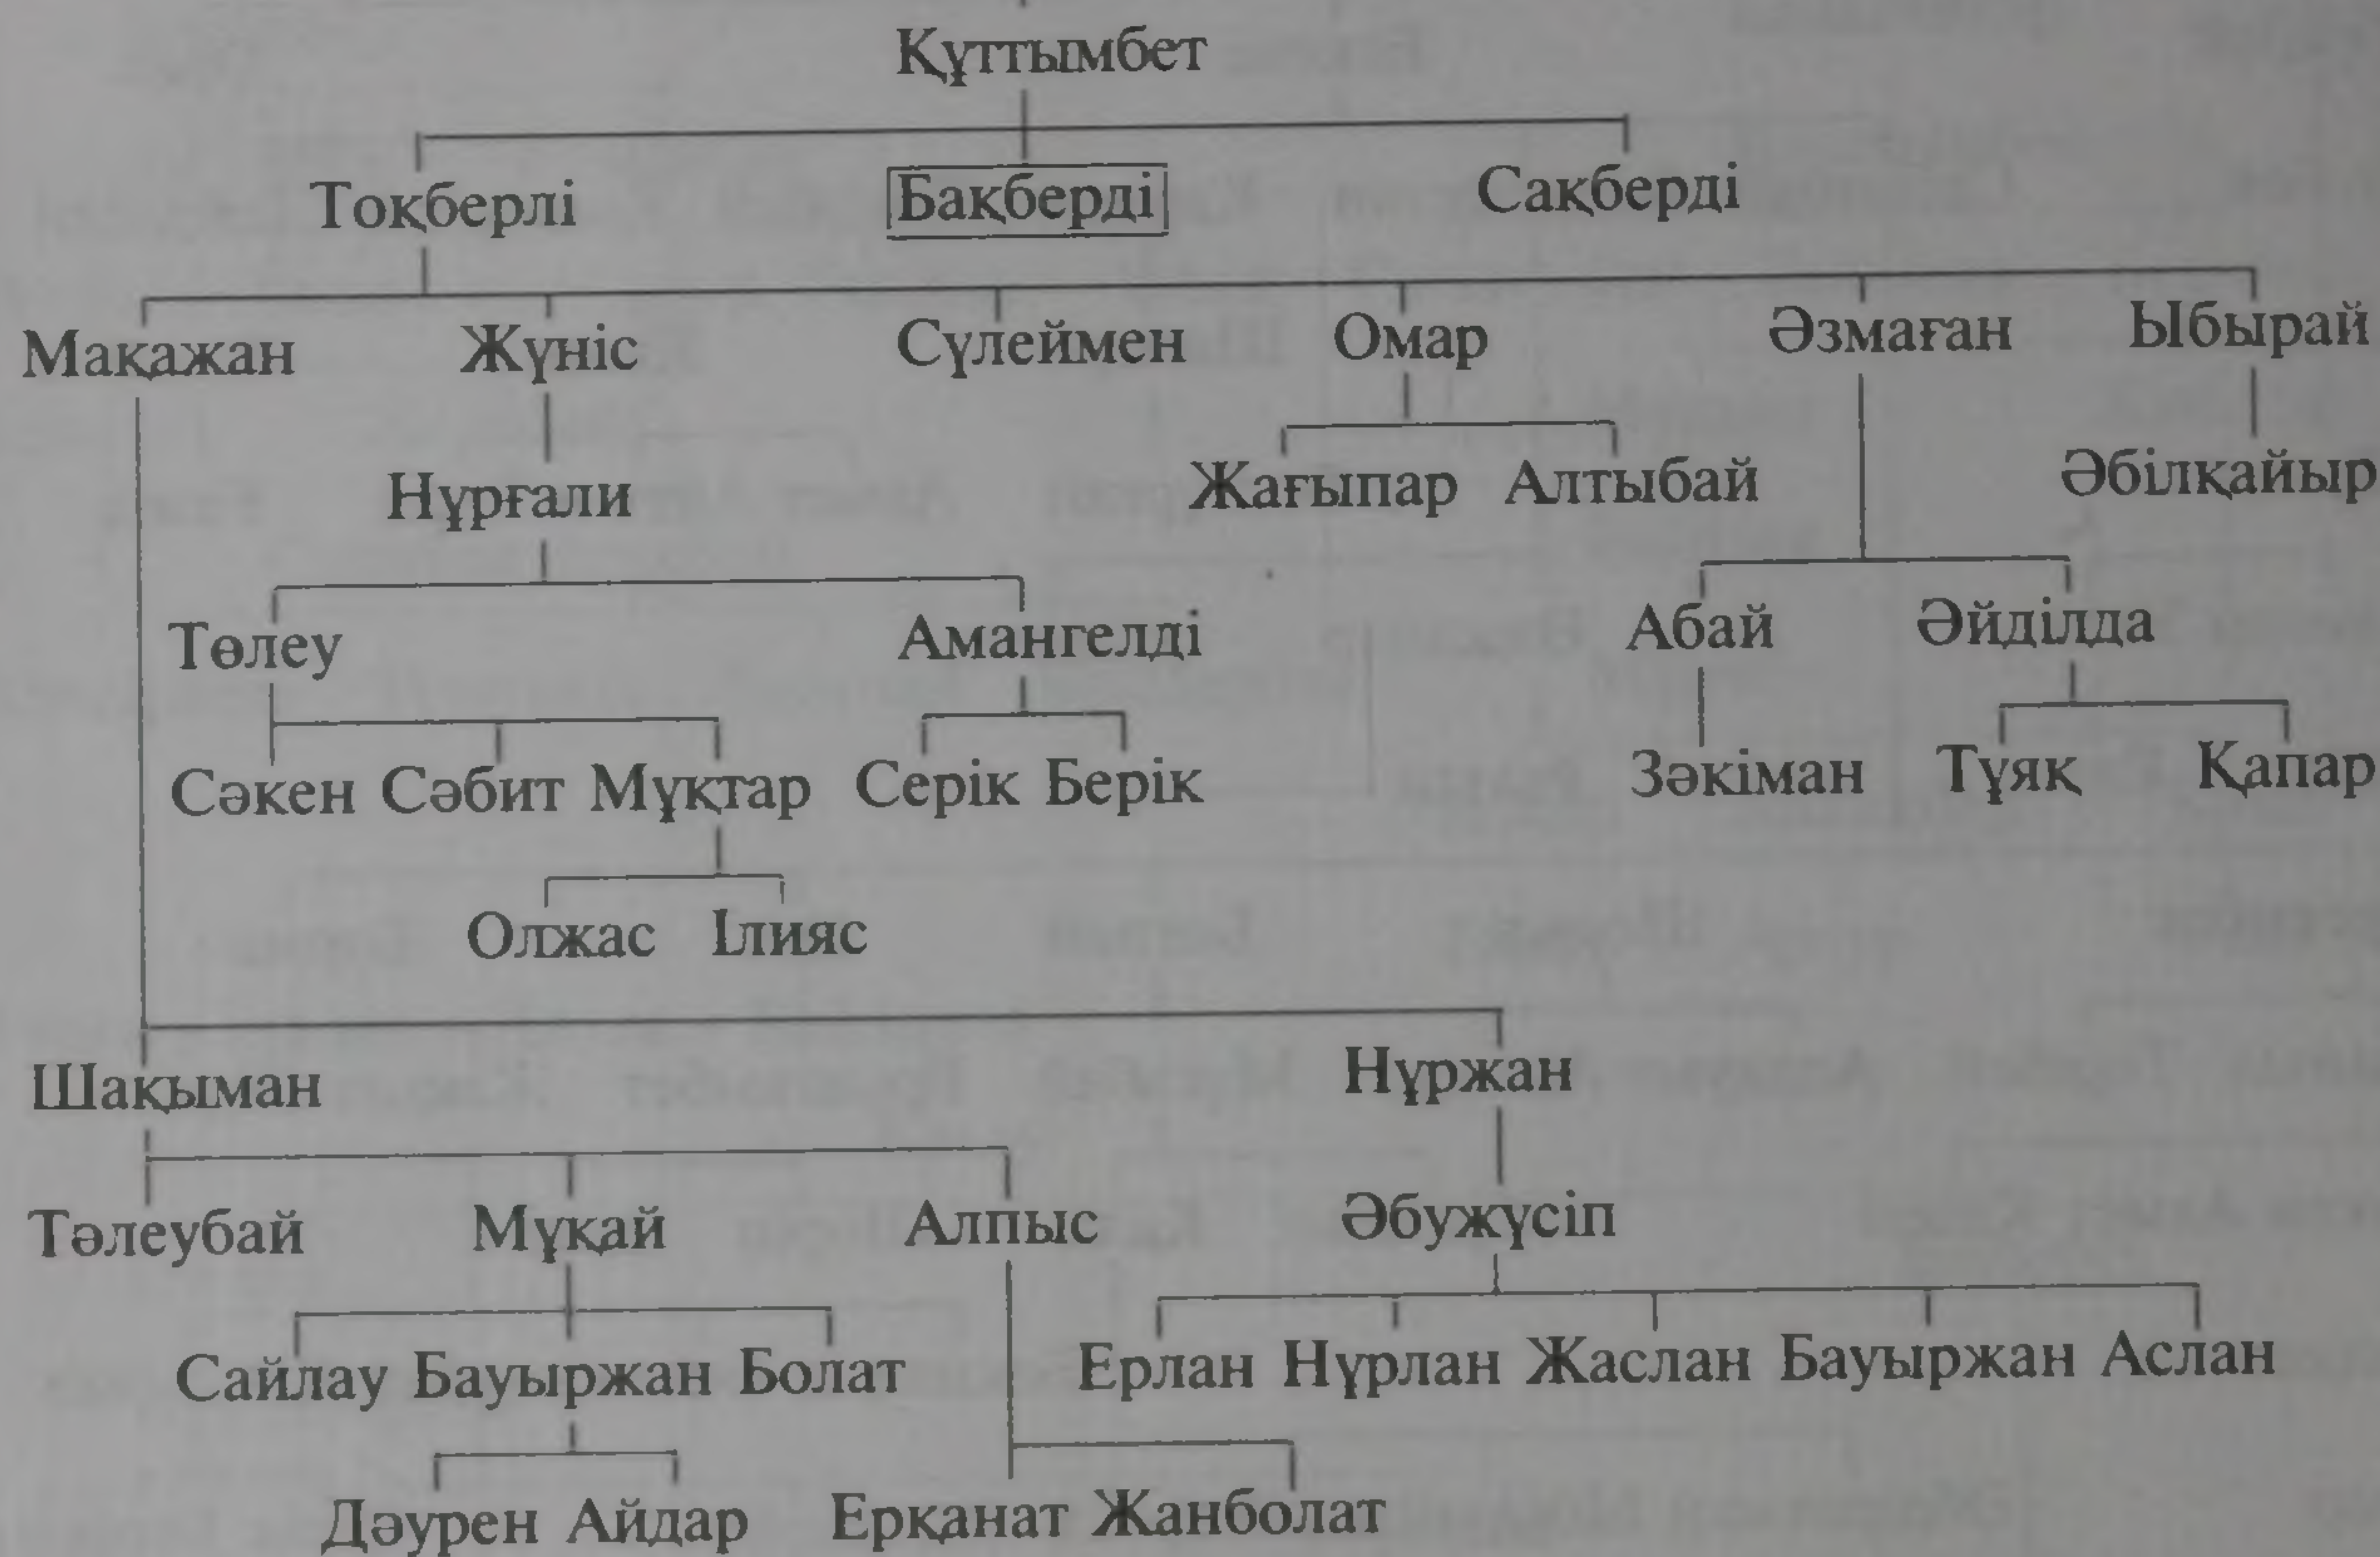 Құттымбет
Тоқберлі Бақберді Сақберді
Мақажан Жүніс Сүлеймен Омар Әзмаған Ыбырай
Нұрғали Жағыпар Алтыбай Әбілқайыр
Төлеу Амангелді Абай Әйділда
Сәкен Сәбит Мұқтар Серік Берік Зәкіман Тұяқ Қапар
Олжас Ілияс
Шақыман Нұржан
Төлеубай Мұқай Алпыс Әбужүсіп
Сайлау Бауыржан Болат Ерлан Нұрлан Жаслан Бауыржан Аслан
Дәурен Айдар Ерқанат Жанболат